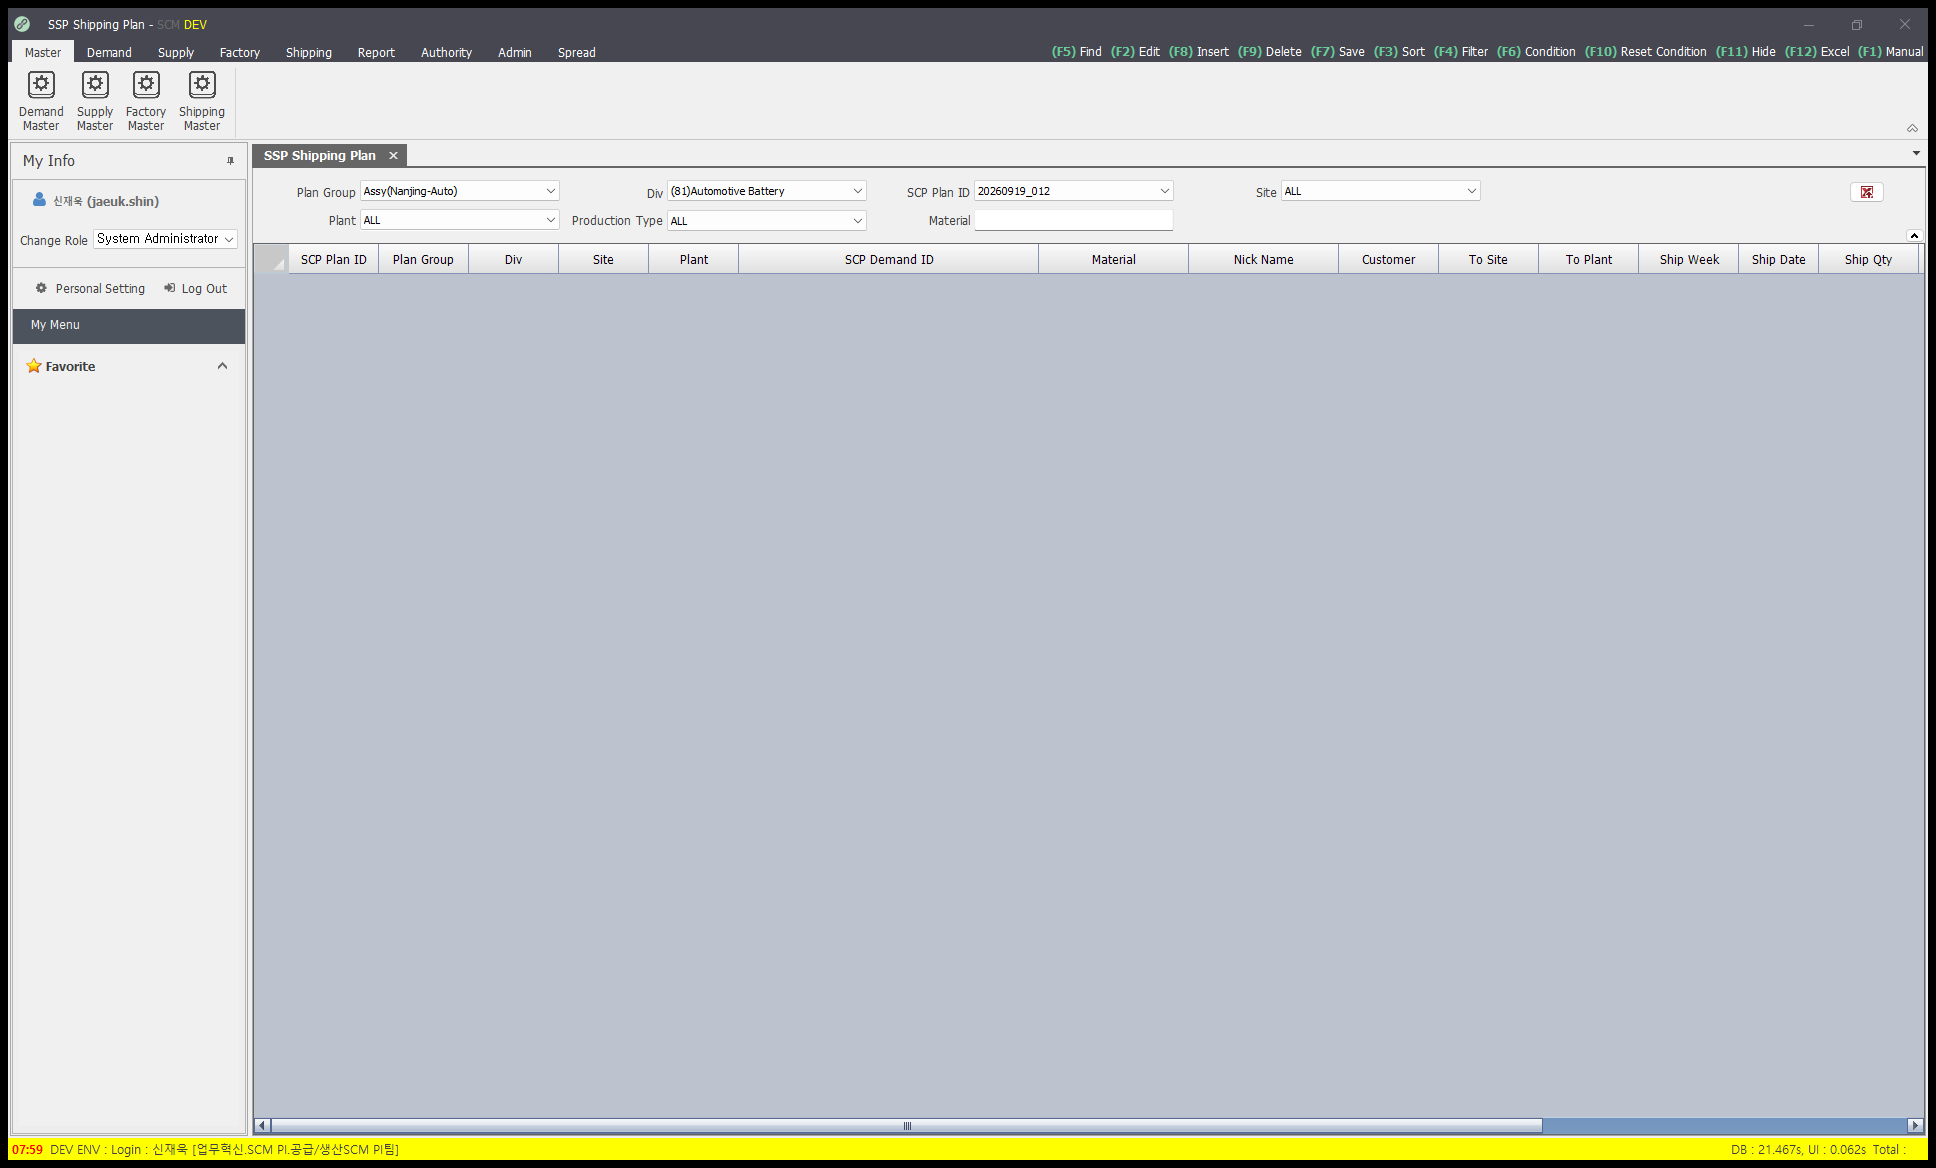 SSP Shipping Plan - SCM DEV
Master Demand Supply Factory Shipping Report Authority Admin Spread
(F5) Find (F2) Edit (F8) Insert (F9) Delete (F7) Save (F3) Sort (F4) Filter (F6) Condition (F10) Reset Condition (F11) Hide (F12) Excel (F1) Manual
Demand Master
Supply Master
Factory Master
Shipping Master
My Info
신재욱 (jaeuk.shin)
Change Role System Administrator
Personal Setting Log Out
My Menu
Favorite
SSP Shipping Plan
Plan Group Assy(Nanjing-Auto) Div (81)Automotive Battery SCP Plan ID 20260919_012 Site ALL
Plant ALL Production Type ALL Material
SCP Plan ID Plan Group Div Site Plant SCP Demand ID Material Nick Name Customer To Site To Plant Ship Week Ship Date Ship Qty
07:59 DEV ENV : Login : 신재욱 [업무혁신.SCM PI.공급/생산SCM PI팀]
DB : 21.467s, UI : 0.062s Total :